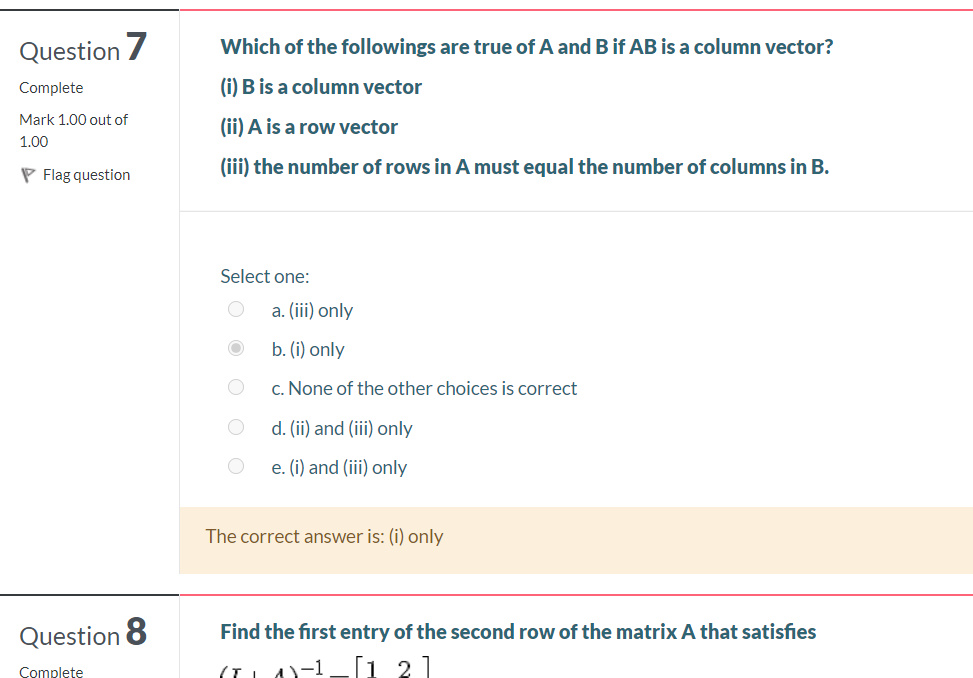 Question 7
Complete
Mark 1.00 out of
1.00
Flag question
Which of the followings are true of A and B if AB is a column vector?
(i) B is a column vector
(ii) A is a row vector
(iii) the number of rows in A must equal the number of columns in B.
Select one:
a. (iii) only
b. (i) only
c. None of the other choices is correct
d. (ii) and (iii) only
e. (i) and (iii) only
The correct answer is: (i) only
Question 8
Complete
Find the first entry of the second row of the matrix A that satisfies
(I + A)⁻¹ = [1 2]